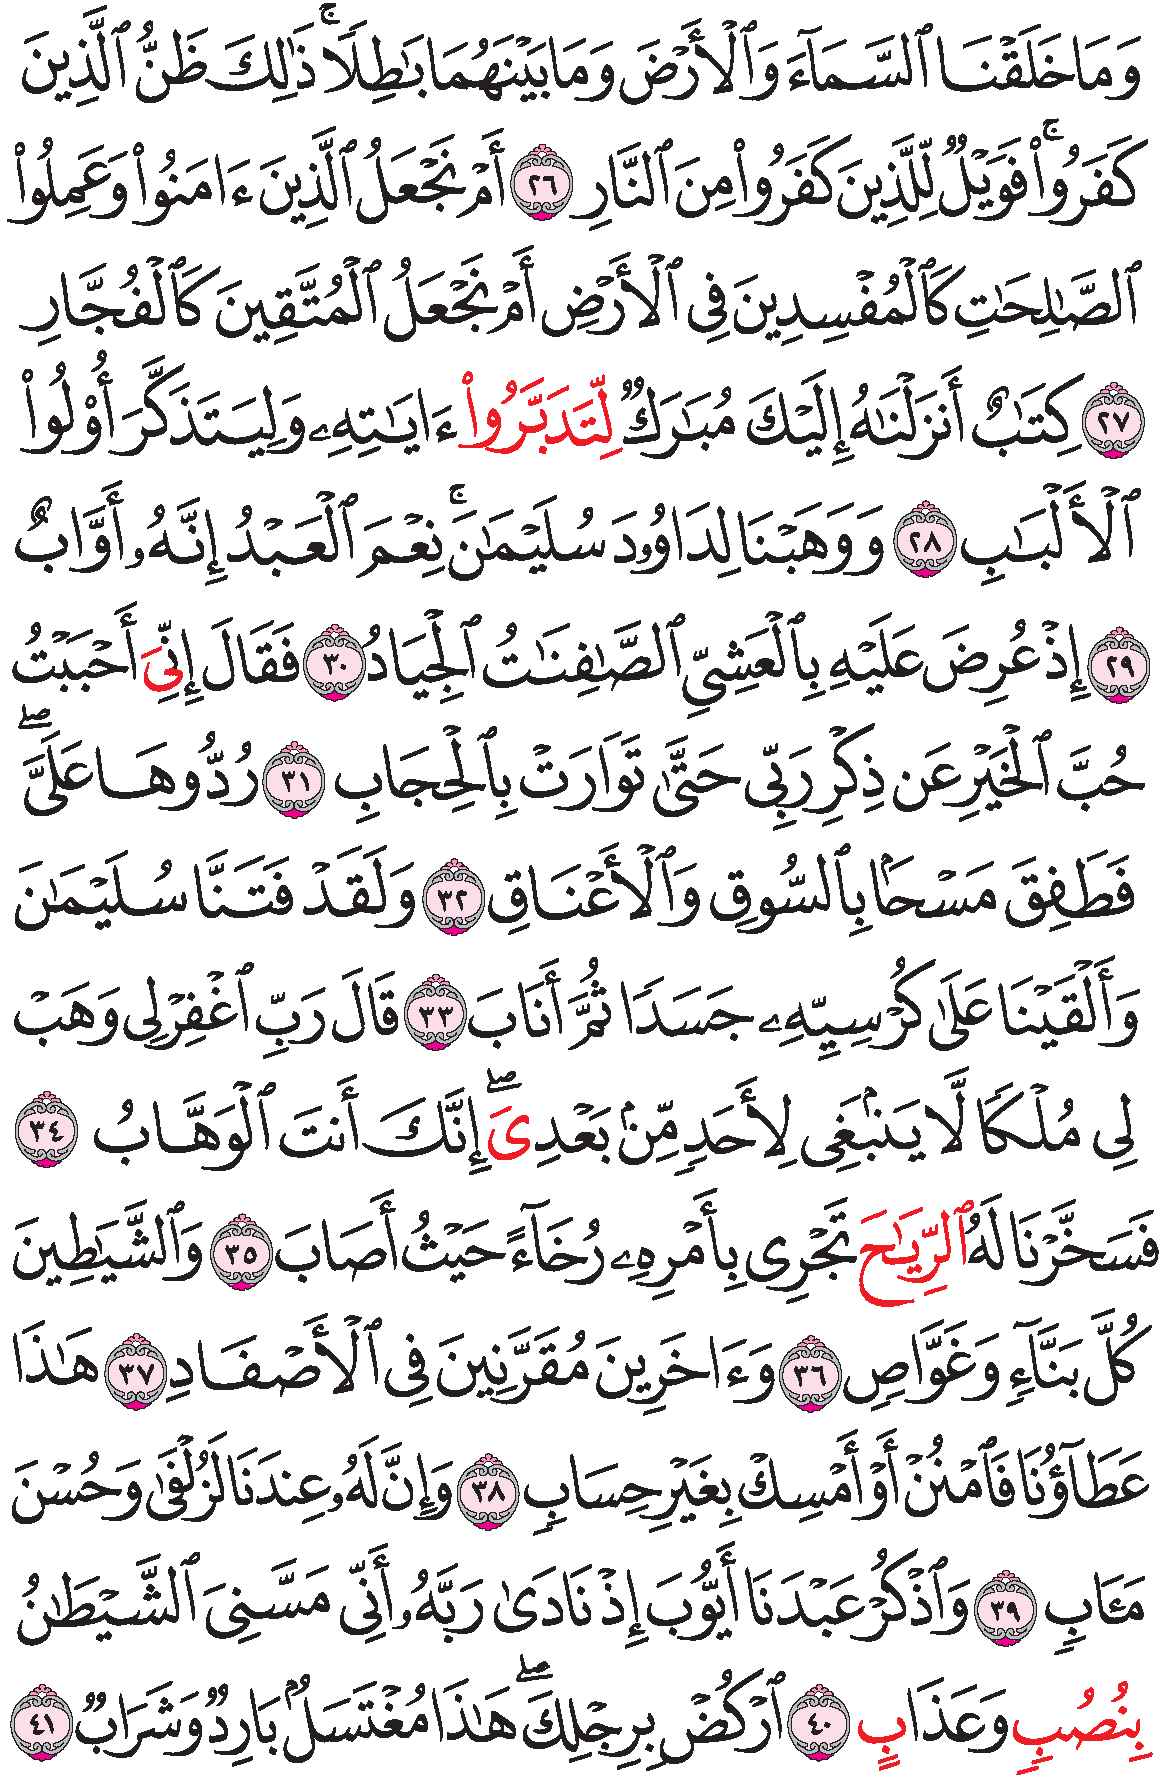 وَمَا خَلَقْنَا ٱلسَّمَآءَ وَٱلْأَرْضَ وَمَا بَيْنَهُمَا بَٰطِلًاۚ ذَٰلِكَ ظَنُّ ٱلَّذِينَ
كَفَرُواْۚ فَوَيْلٌ لِّلَّذِينَ كَفَرُواْ مِنَ ٱلنَّارِ ٢٦ أَمْ نَجْعَلُ ٱلَّذِينَ ءَامَنُواْ وَعَمِلُواْ
ٱلصَّٰلِحَٰتِ كَٱلْمُفْسِدِينَ فِي ٱلْأَرْضِ أَمْ نَجْعَلُ ٱلْمُتَّقِينَ كَٱلْفُجَّارِ
٢٧ كِتَٰبٌ أَنزَلْنَٰهُ إِلَيْكَ مُبَٰرَكٌ لِّتَدَبَّرُواْ ءَايَٰتِهِۦ وَلِيَتَذَكَّرَ أُوْلُواْ
ٱلْأَلْبَٰبِ ٢٨ وَوَهَبْنَا لِدَاوُۥدَ سُلَيْمَٰنَۚ نِعْمَ ٱلْعَبْدُ إِنَّهُۥ أَوَّابٌ
٢٩ إِذْ عُرِضَ عَلَيْهِ بِٱلْعَشِيِّ ٱلصَّٰفِنَٰتُ ٱلْجِيَادُ ٣٠ فَقَالَ إِنِّيَ أَحْبَبْتُ
حُبَّ ٱلْخَيْرِ عَن ذِكْرِ رَبِّي حَتَّىٰ تَوَارَتْ بِٱلْحِجَابِ ٣١ رُدُّوهَا عَلَيَّۖ
فَطَفِقَ مَسْحَۢا بِٱلسُّوقِ وَٱلْأَعْنَاقِ ٣٢ وَلَقَدْ فَتَنَّا سُلَيْمَٰنَ
وَأَلْقَيْنَا عَلَىٰ كُرْسِيِّهِۦ جَسَدًا ثُمَّ أَنَابَ ٣٣ قَالَ رَبِّ ٱغْفِرْ لِي وَهَبْ
لِي مُلْكًا لَّا يَنۢبَغِي لِأَحَدٍ مِّنۢ بَعْدِيَۖ إِنَّكَ أَنتَ ٱلْوَهَّابُ ٣٤
فَسَخَّرْنَا لَهُ ٱلرِّيَٰحَ تَجْرِي بِأَمْرِهِۦ رُخَآءً حَيْثُ أَصَابَ ٣٥ وَٱلشَّيَٰطِينَ
كُلَّ بَنَّآءٍ وَغَوَّاصٍ ٣٦ وَءَاخَرِينَ مُقَرَّنِينَ فِي ٱلْأَصْفَادِ ٣٧ هَٰذَا
عَطَآؤُنَا فَٱمْنُنْ أَوْ أَمْسِكْ بِغَيْرِ حِسَابٍ ٣٨ وَإِنَّ لَهُۥ عِندَنَا لَزُلْفَىٰ وَحُسْنَ
مَـَٔابٍ ٣٩ وَٱذْكُرْ عَبْدَنَا أَيُّوبَ إِذْ نَادَىٰ رَبَّهُۥ أَنِّي مَسَّنِيَ ٱلشَّيْطَٰنُ
بِنُصُبٍ وَعَذَابٍ ٤٠ ٱرْكُضْ بِرِجْلِكَۖ هَٰذَا مُغْتَسَلٌۢ بَارِدٌ وَشَرَابٌ ٤١